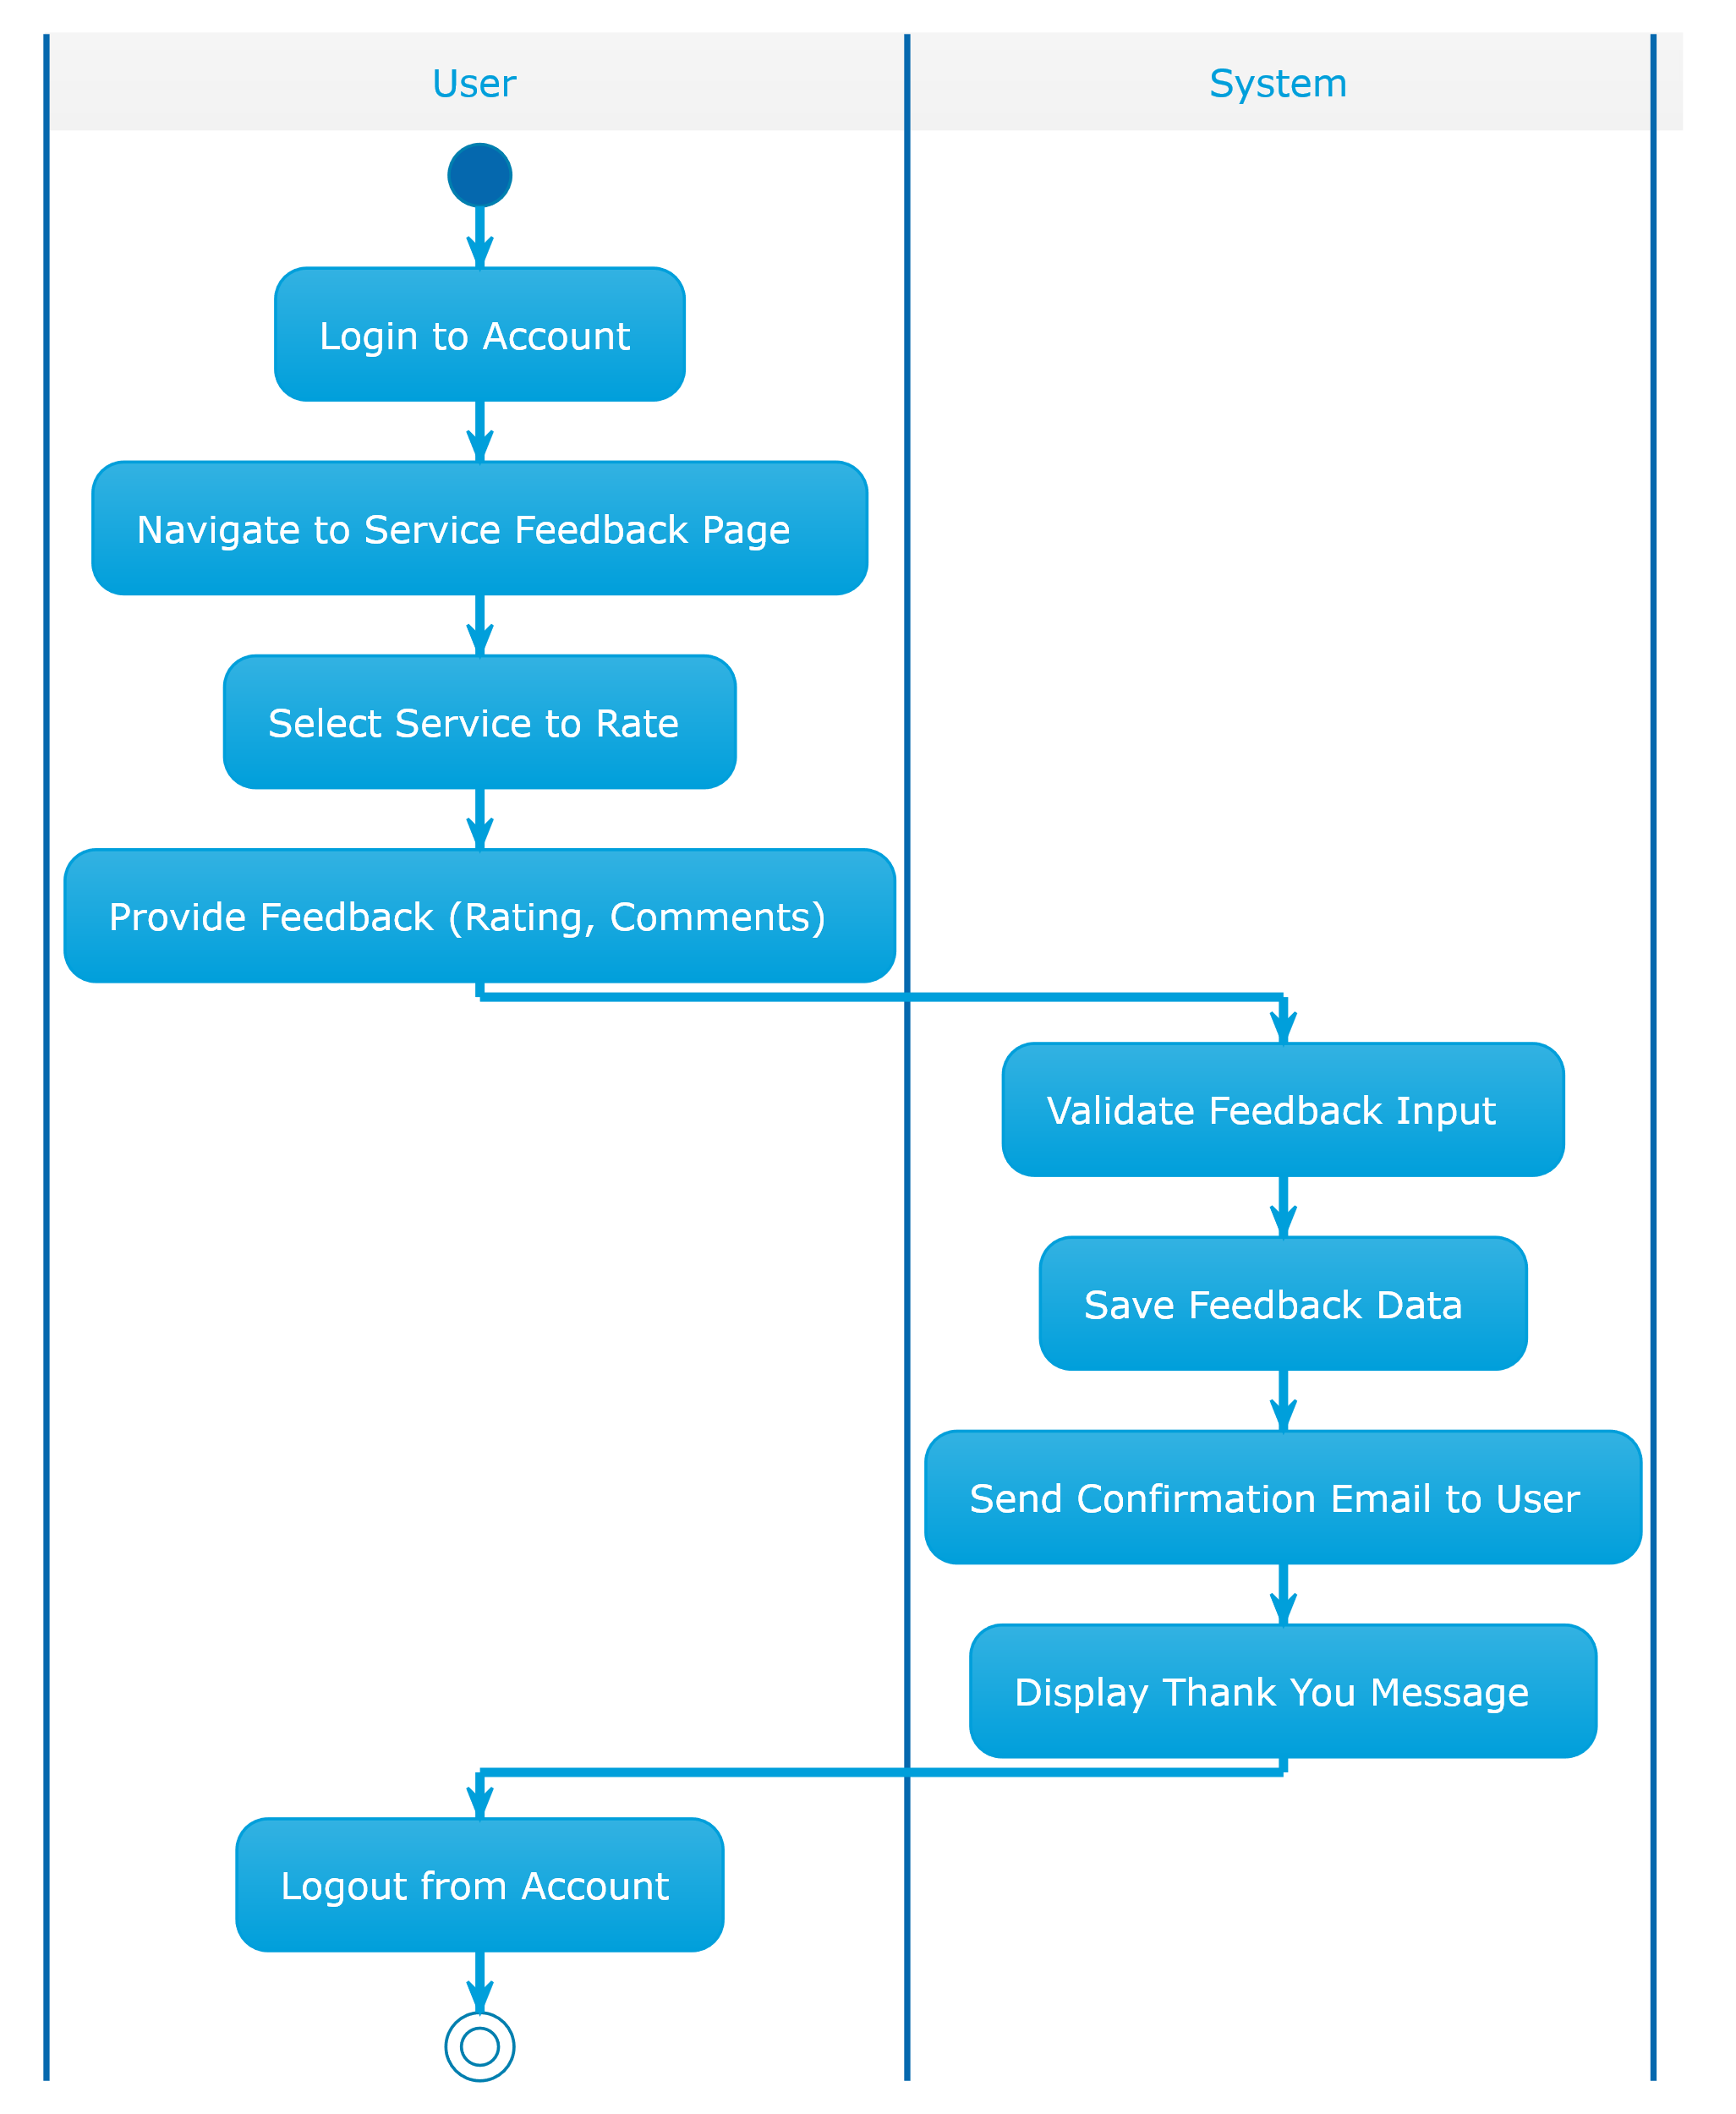 User
System
Login to Account
Navigate to Service Feedback Page
Select Service to Rate
Provide Feedback (Rating, Comments)
Validate Feedback Input
Save Feedback Data
Send Confirmation Email to User
Display Thank You Message
Logout from Account